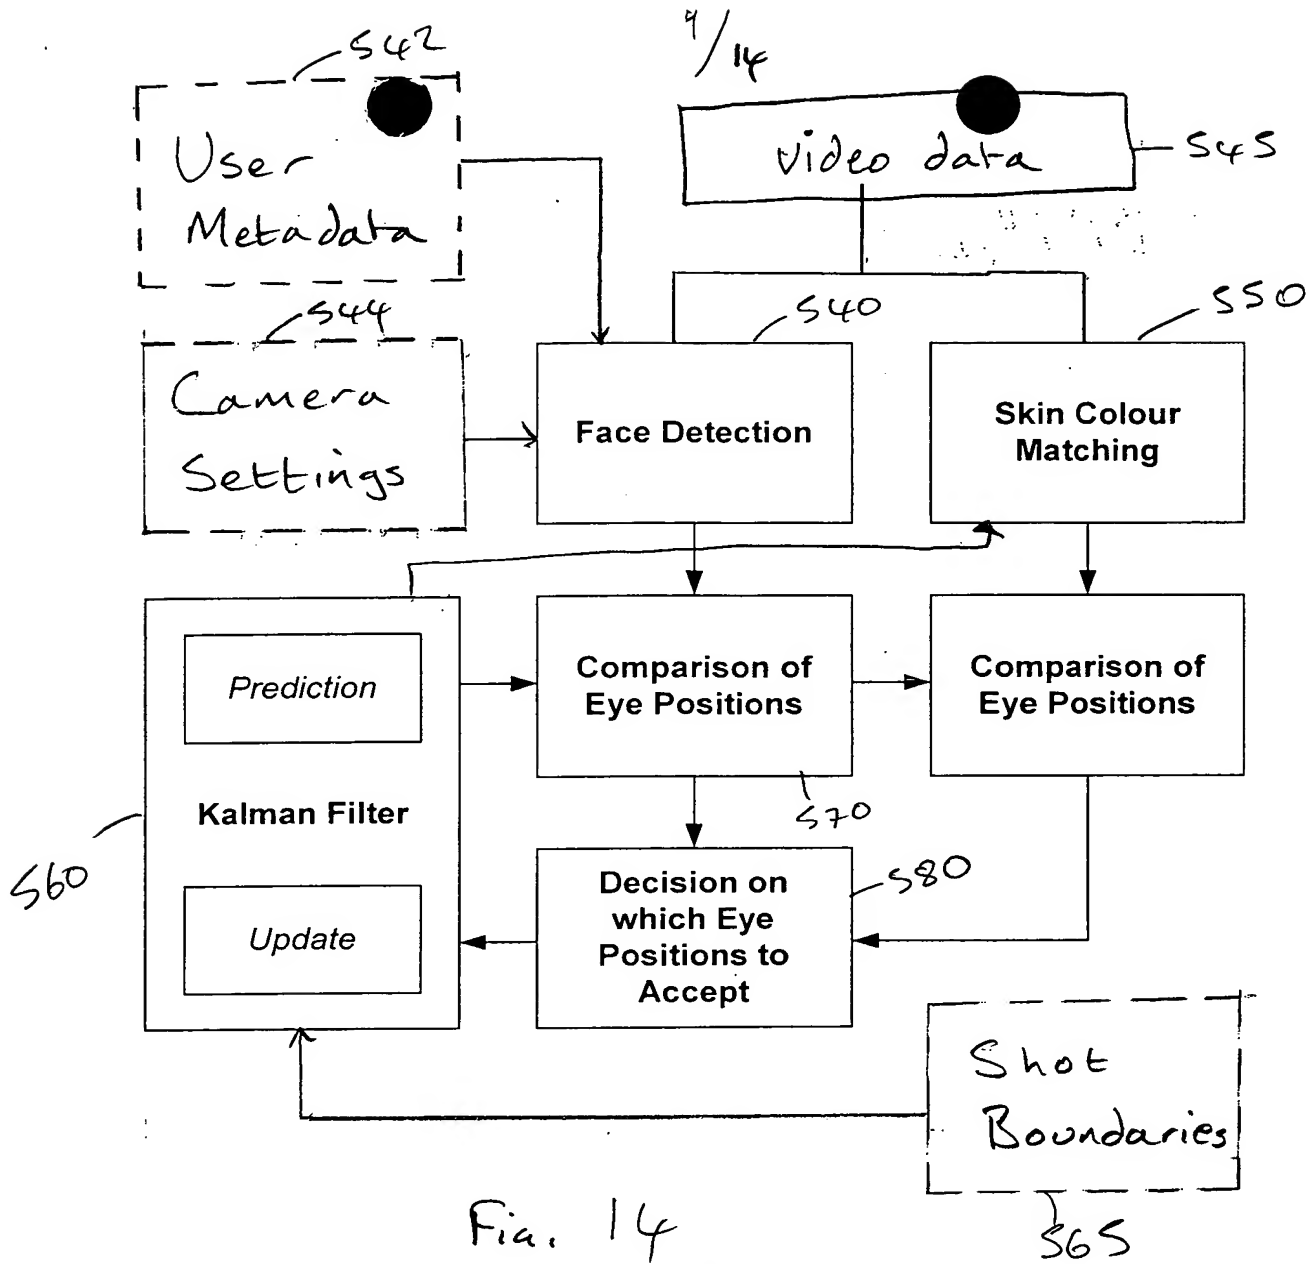 542
9/14
User
Metadata
video data
545
544
540
550
Camera
Settings
Face Detection
Skin Colour
Matching
Prediction
Comparison of
Eye Positions
Comparison of
Eye Positions
Kalman Filter
570
560
Update
Decision on
which Eye
Positions to
Accept
580
Shot
Boundaries
565
Fig. 14